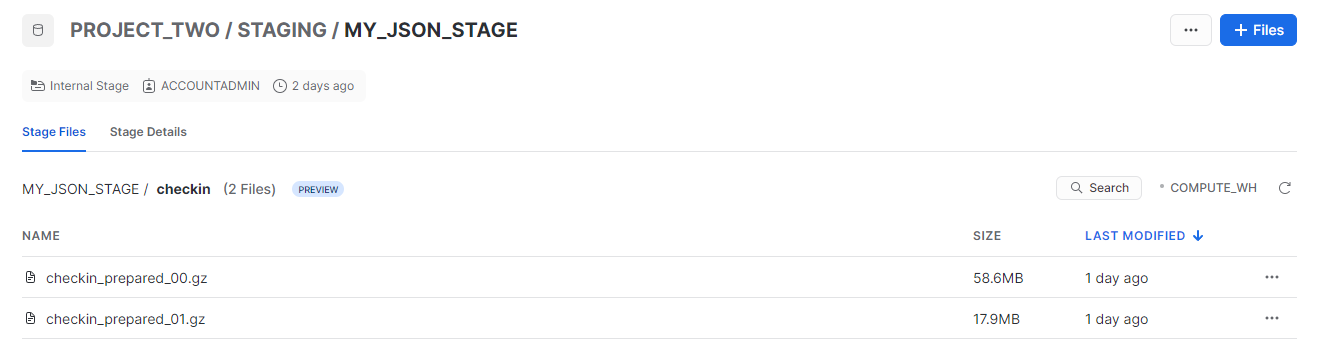 PROJECT_TWO / STAGING / MY_JSON_STAGE
+ Files
Internal Stage ACCOUNTADMIN 2 days ago
Stage Files Stage Details
MY_JSON_STAGE / checkin (2 Files) PREVIEW Search COMPUTE_WH
NAME SIZE LAST MODIFIED
checkin_prepared_00.gz 58.6MB 1 day ago
checkin_prepared_01.gz 17.9MB 1 day ago